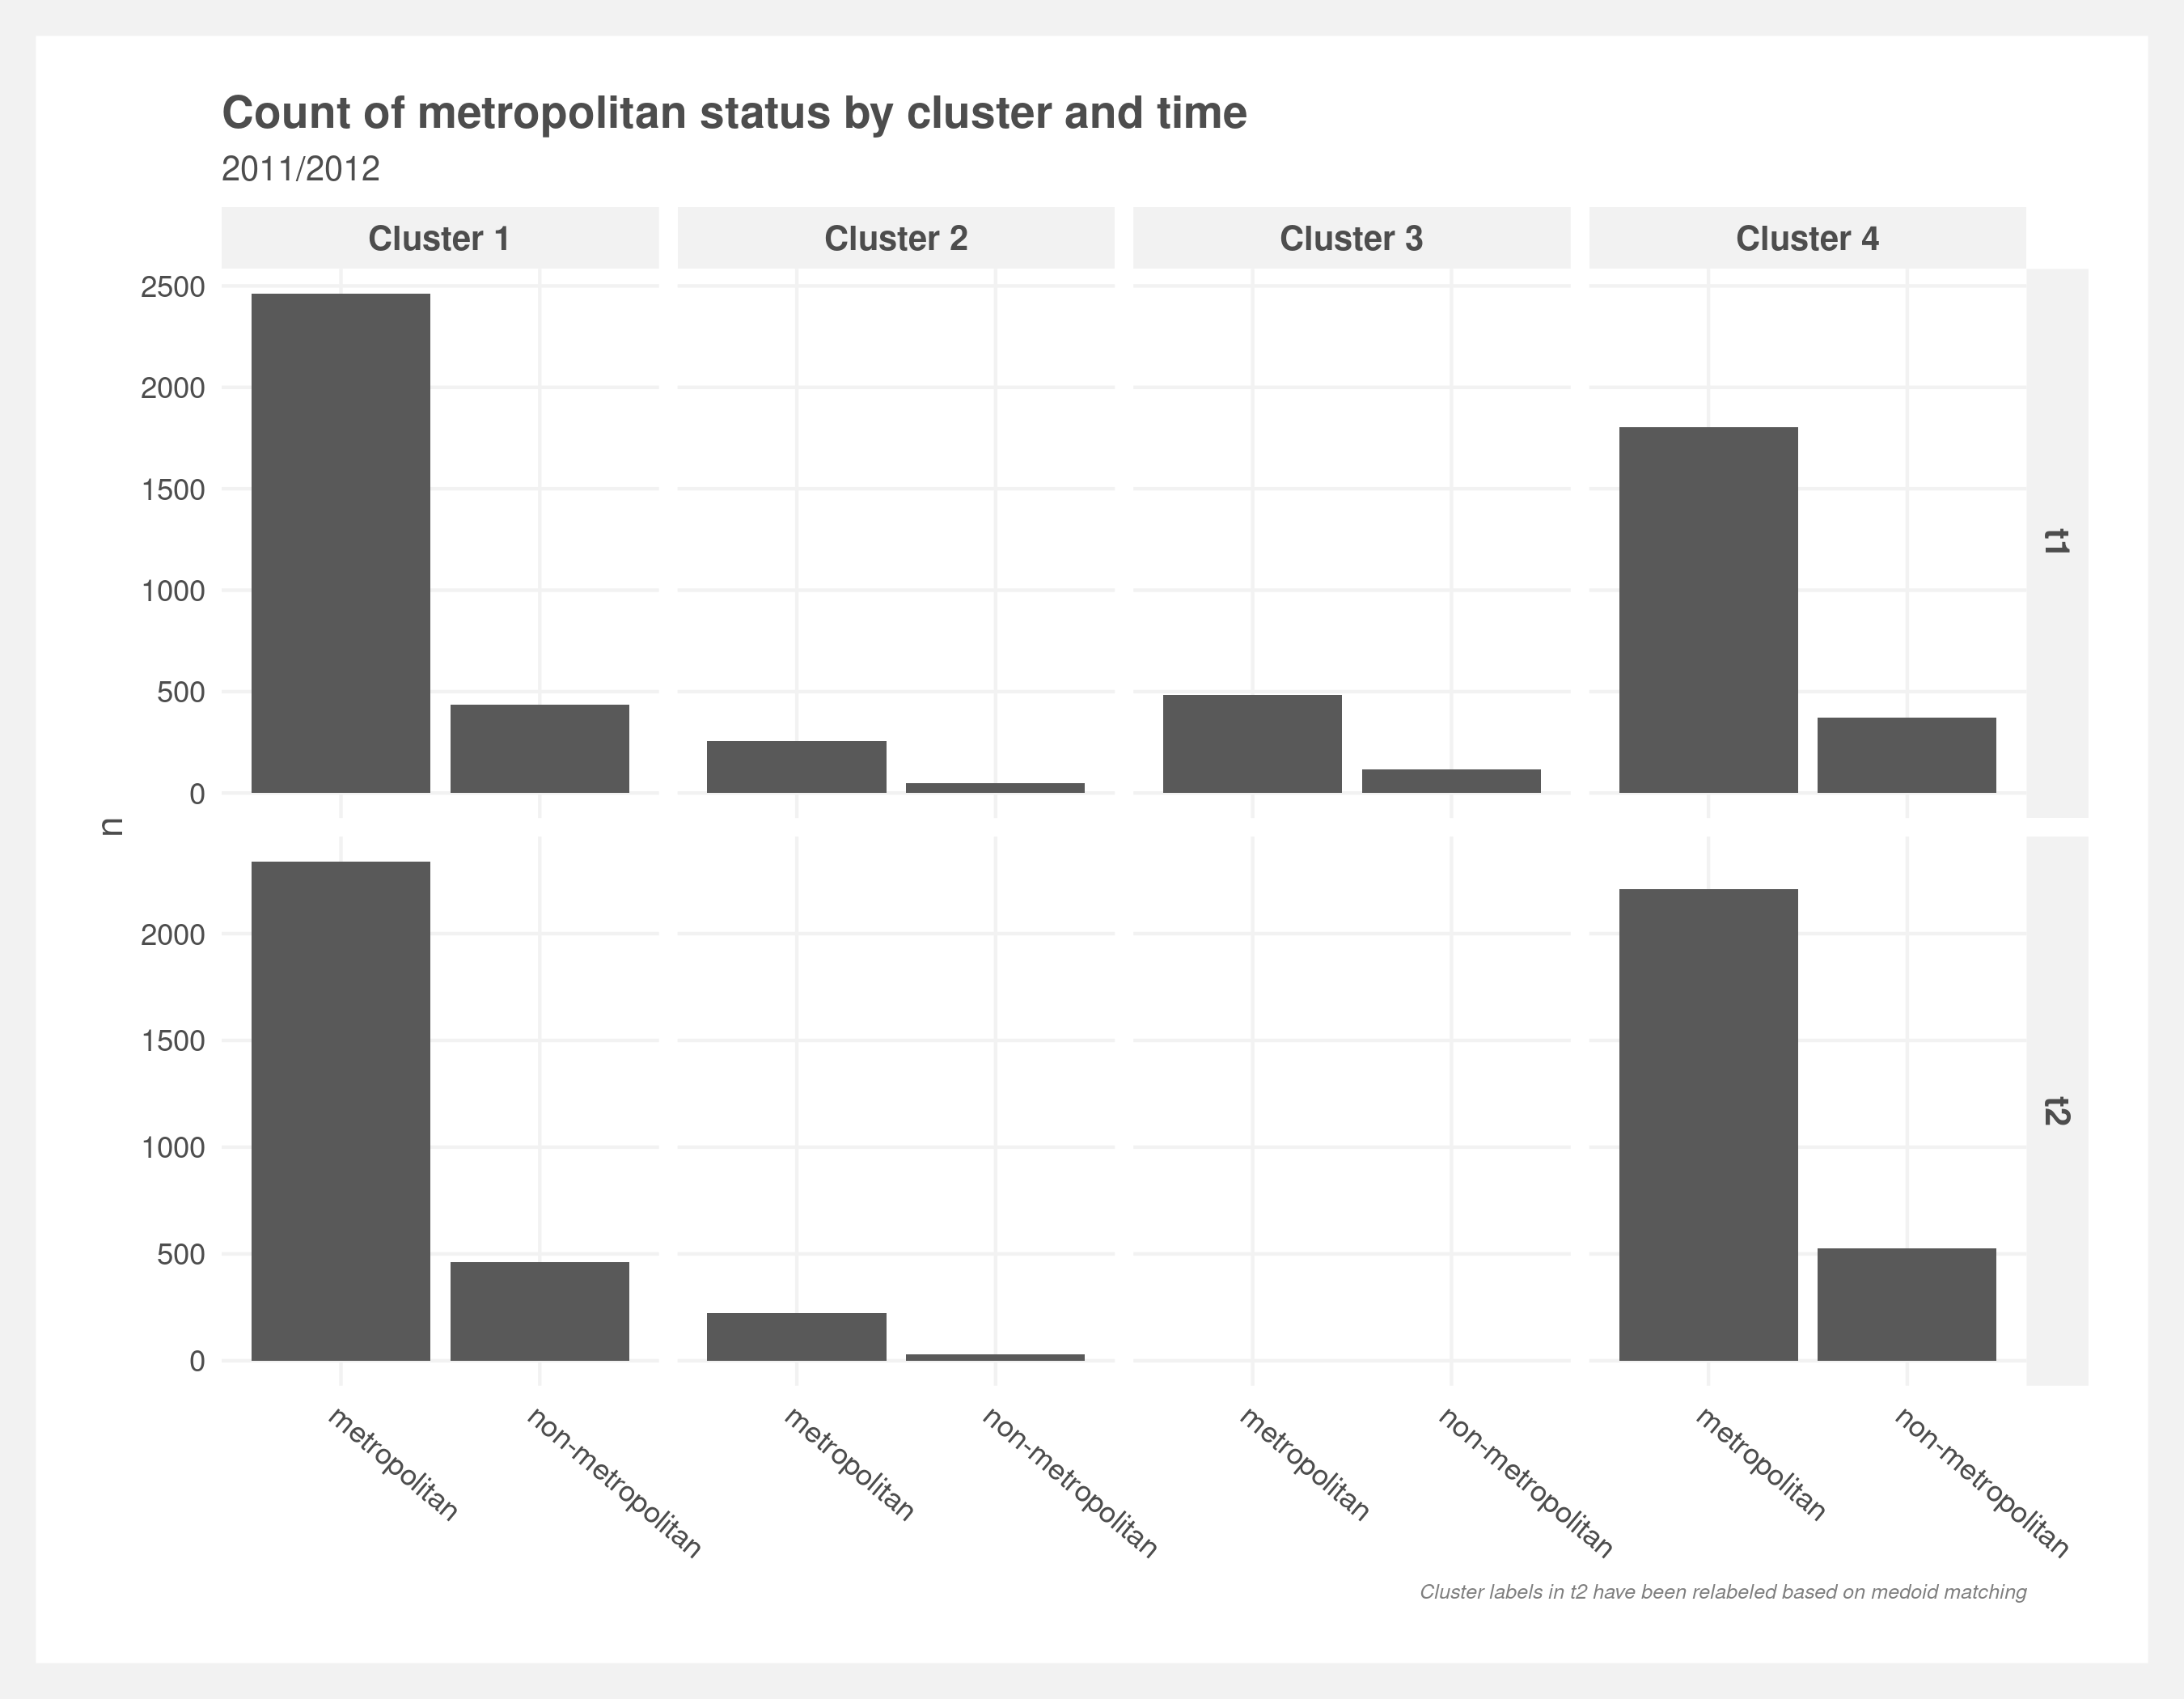 Count of metropolitan status by cluster and time
2011/2012
Cluster 1
Cluster 2
Cluster 3
Cluster 4
2500
2000
1500
1000
500
0
t1
n
2000
1500
1000
500
0
t2
metropolitan
non-metropolitan
metropolitan
non-metropolitan
metropolitan
non-metropolitan
metropolitan
non-metropolitan
Cluster labels in t2 have been relabeled based on medoid matching